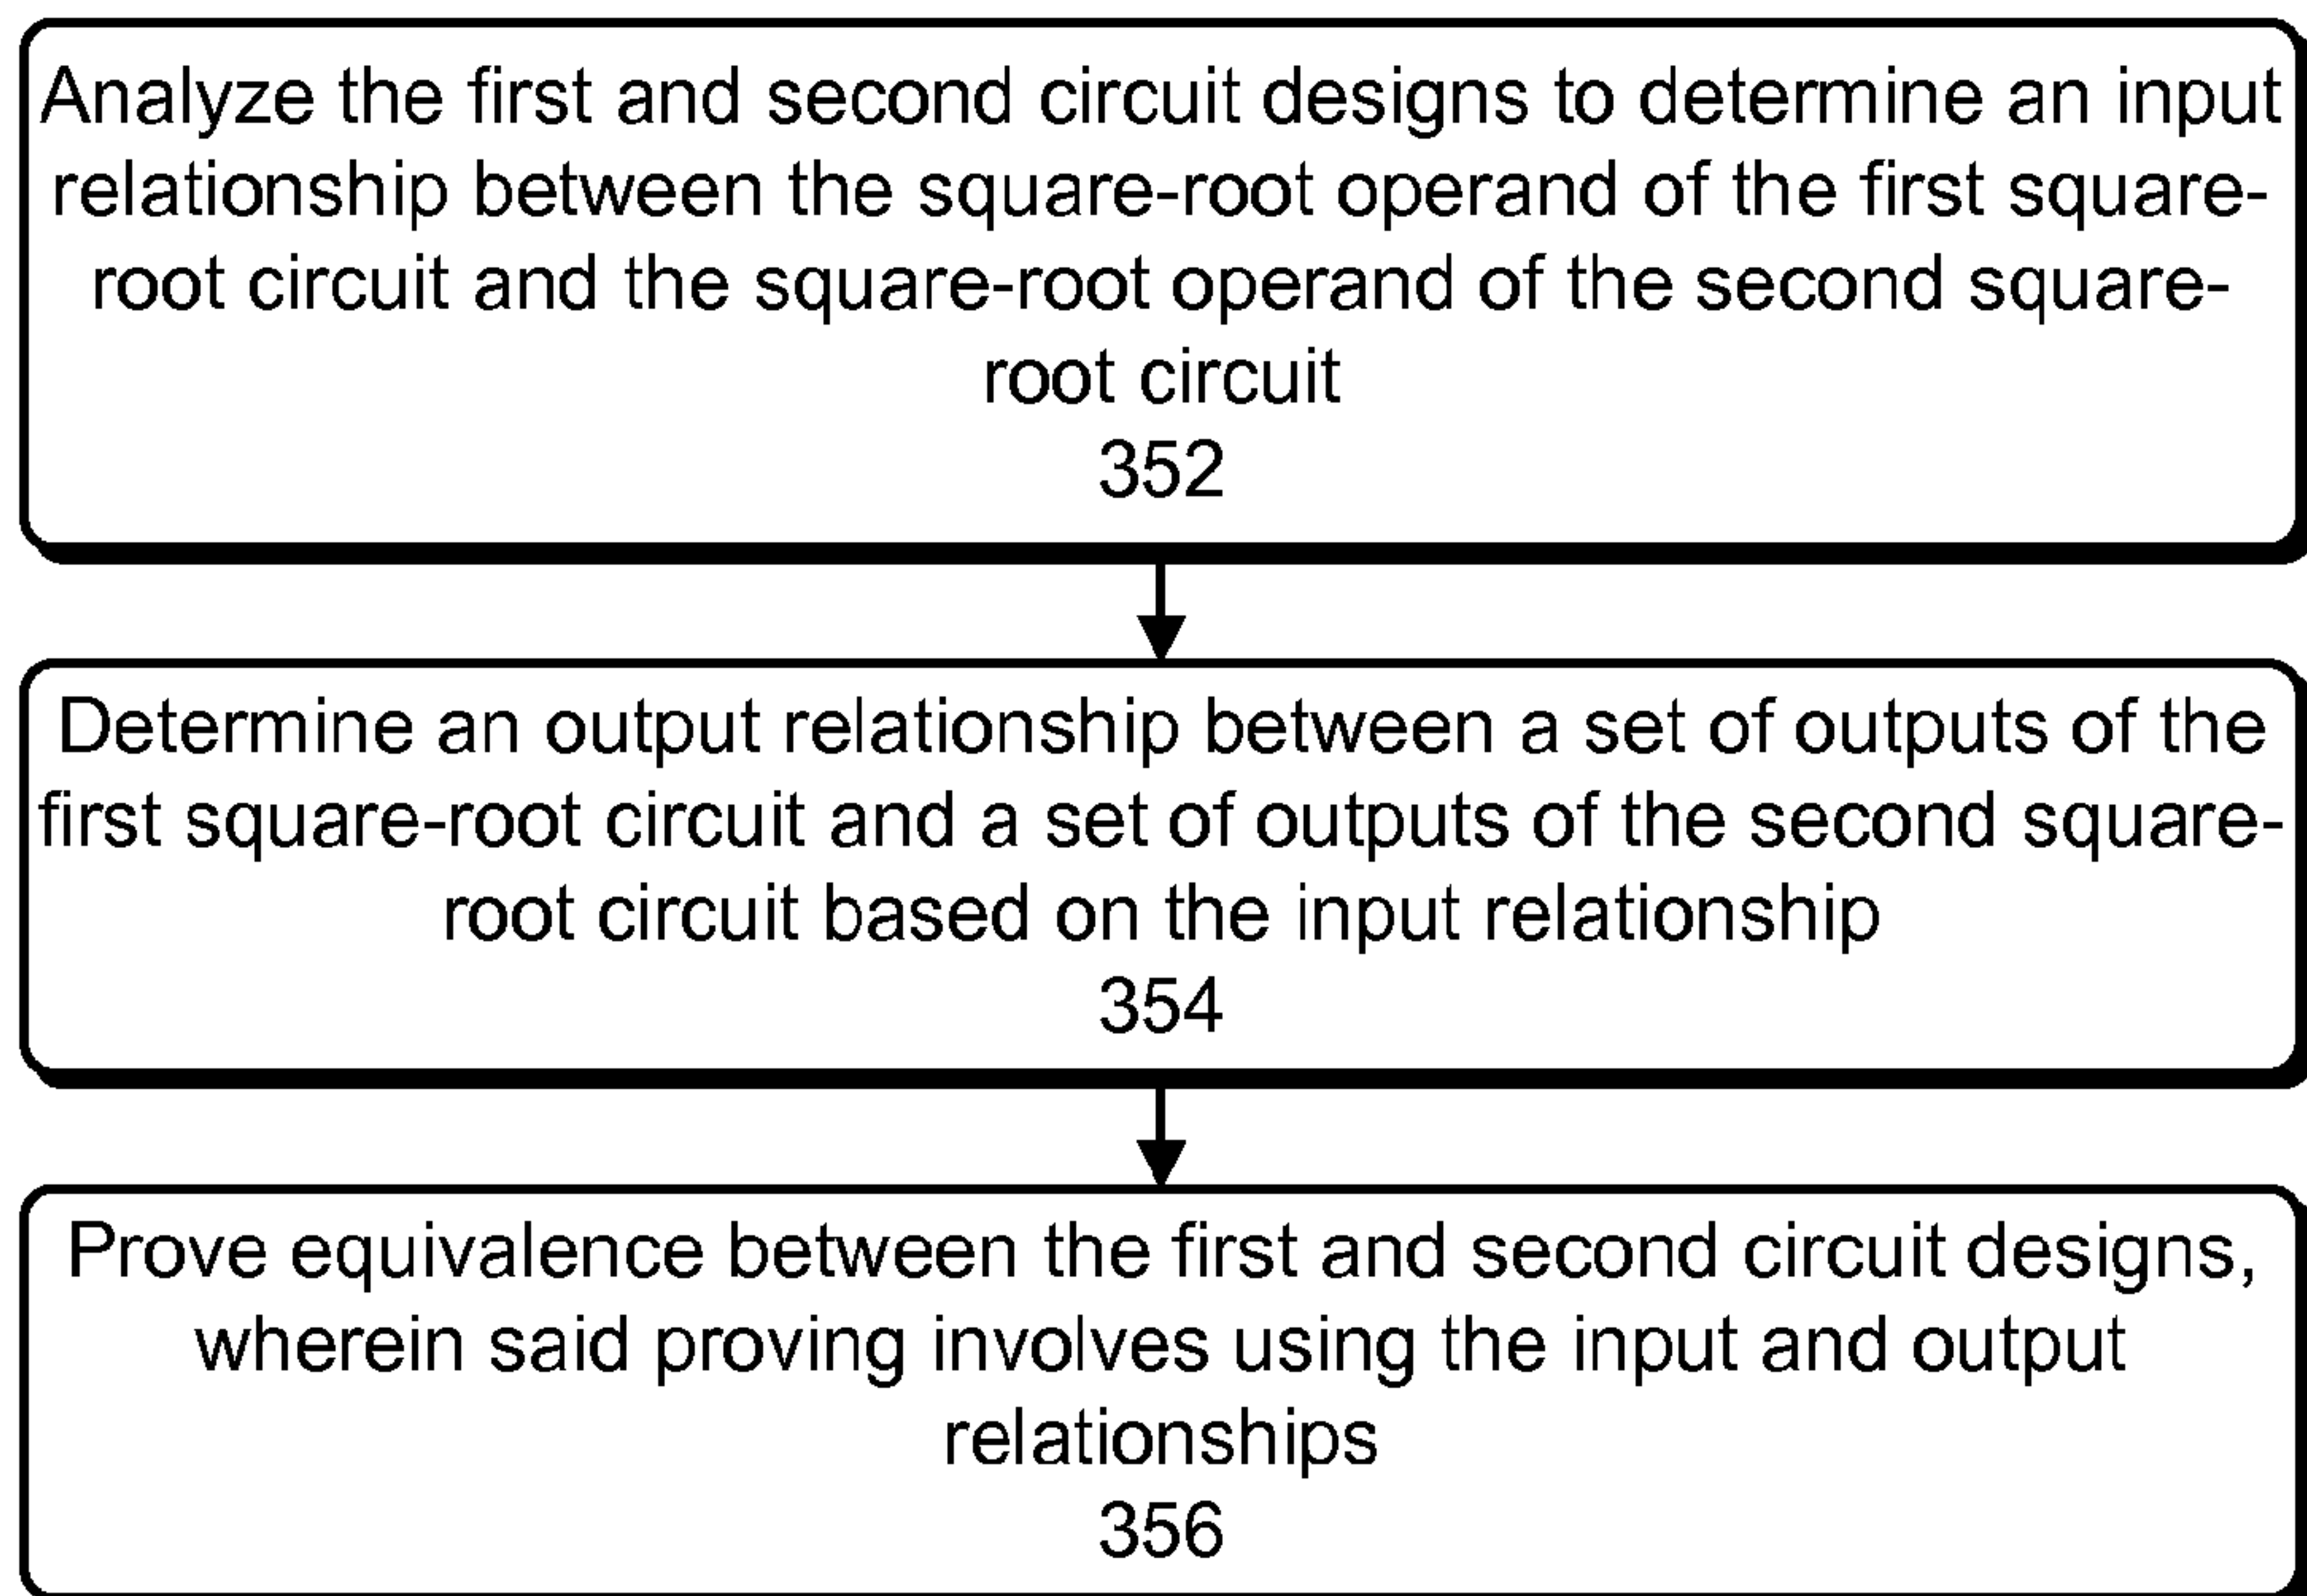 Analyze the first and second circuit designs to determine an input
relationship between the square-root operand of the first square-
root circuit and the square-root operand of the second square-
root circuit
352
Determine an output relationship between a set of outputs of the
first square-root circuit and a set of outputs of the second square-
root circuit based on the input relationship
354
Prove equivalence between the first and second circuit designs,
wherein said proving involves using the input and output
relationships
356